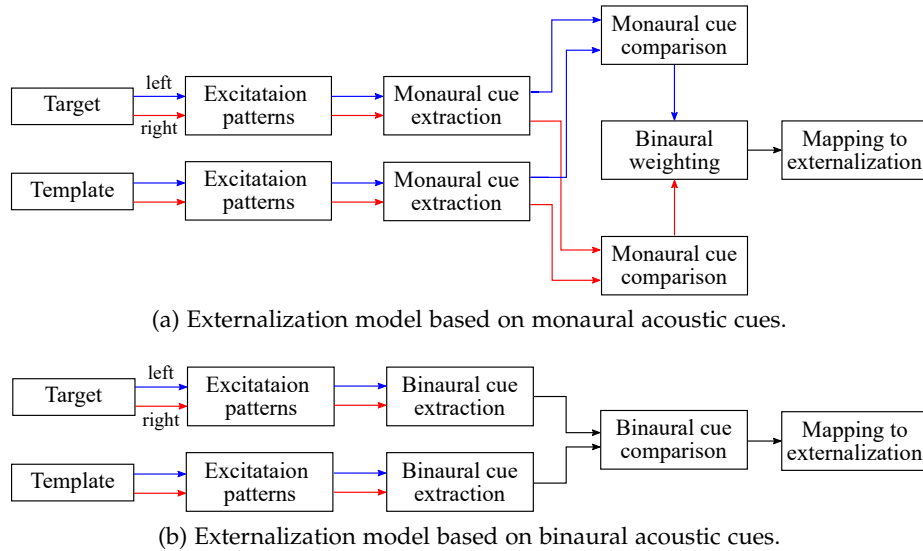 Monaural cue
comparison
left
Target
right
Excitataion
patterns
Monaural cue
extraction
Binaural
weighting
Mapping to
externalization
Template
Excitataion
patterns
Monaural cue
extraction
Monaural cue
comparison
(a) Externalization model based on monaural acoustic cues.
left
Target
right
Excitataion
patterns
Binaural cue
extraction
Binaural cue
comparison
Mapping to
externalization
Template
Excitataion
patterns
Binaural cue
extraction
(b) Externalization model based on binaural acoustic cues.